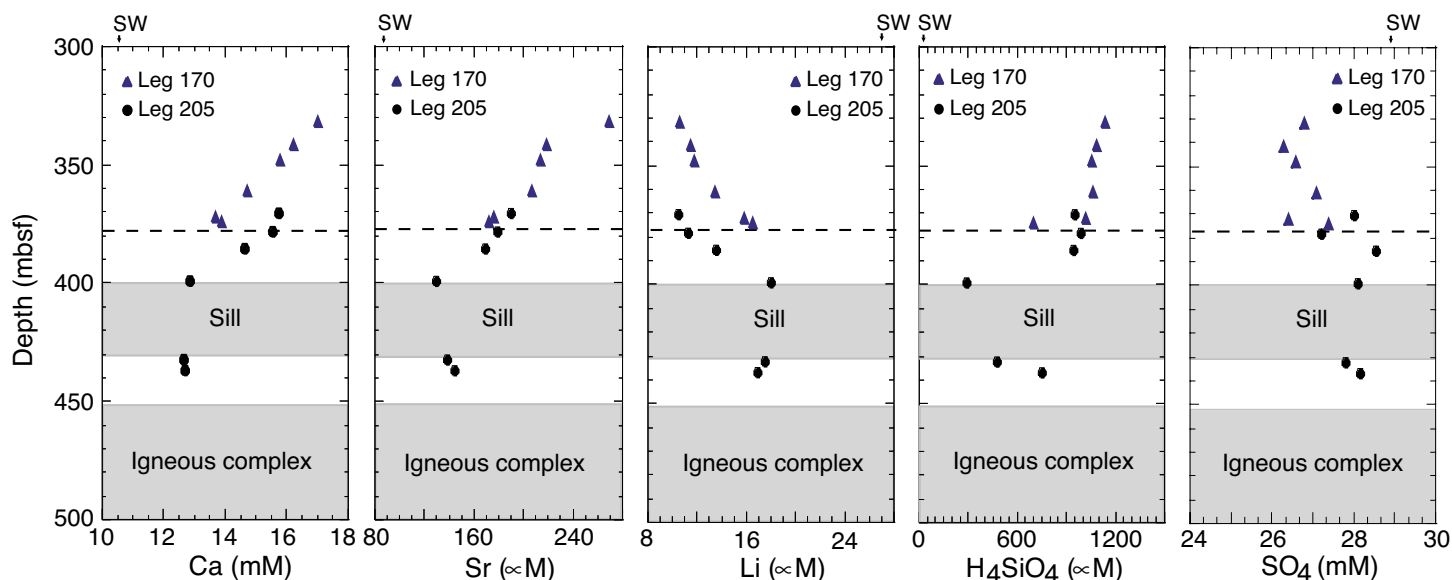 SW
SW
SW SW
SW
300
350
400
450
500
Depth (mbsf)
Leg 170
Leg 205
Sill
Igneous complex
10 12 14 16 18
Ca (mM)
Leg 170
Leg 205
Sill
Igneous complex
80 160 240
Sr (∝M)
Leg 170
Leg 205
Sill
Igneous complex
8 16 24
Li (∝M)
Leg 170
Leg 205
Sill
Igneous complex
0 600 1200
H4SiO4 (∝M)
Leg 170
Leg 205
Sill
Igneous complex
24 26 28 30
SO4 (mM)